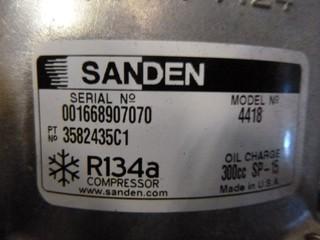 SANDEN
SERIAL Nº MODEL Nº
001668907070 4418
PT Nº 3582435C1
R134a OIL CHARGE
COMPRESSOR 300cc SP-15
www.sanden.com Made in U.S.A.